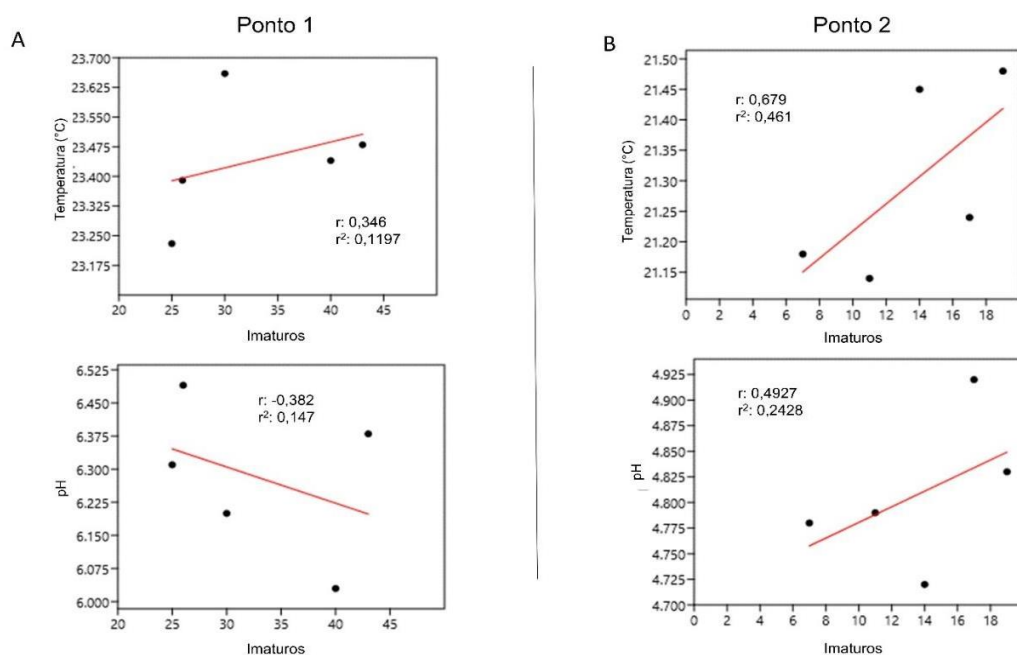 A
Ponto 1
23.700
23.625
23.550
23.475
23.400
23.325
23.250
23.175
Temperatura (°C)
r: 0,346
r²: 0,1197
20 25 30 35 40 45
Imaturos
6.525
6.450
6.375
6.300
6.225
6.150
6.075
6.000
pH
r: -0,382
r²: 0,147
20 25 30 35 40 45
Imaturos
B
Ponto 2
21.50
21.45
21.40
21.35
21.30
21.25
21.20
21.15
Temperatura (°C)
r: 0,679
r²: 0,461
0 2 4 6 8 10 12 14 16 18
Imaturos
4.925
4.900
4.875
4.850
4.825
4.800
4.775
4.750
4.725
4.700
pH
r: 0,4927
r²: 0,2428
0 2 4 6 8 10 12 14 16 18
Imaturos